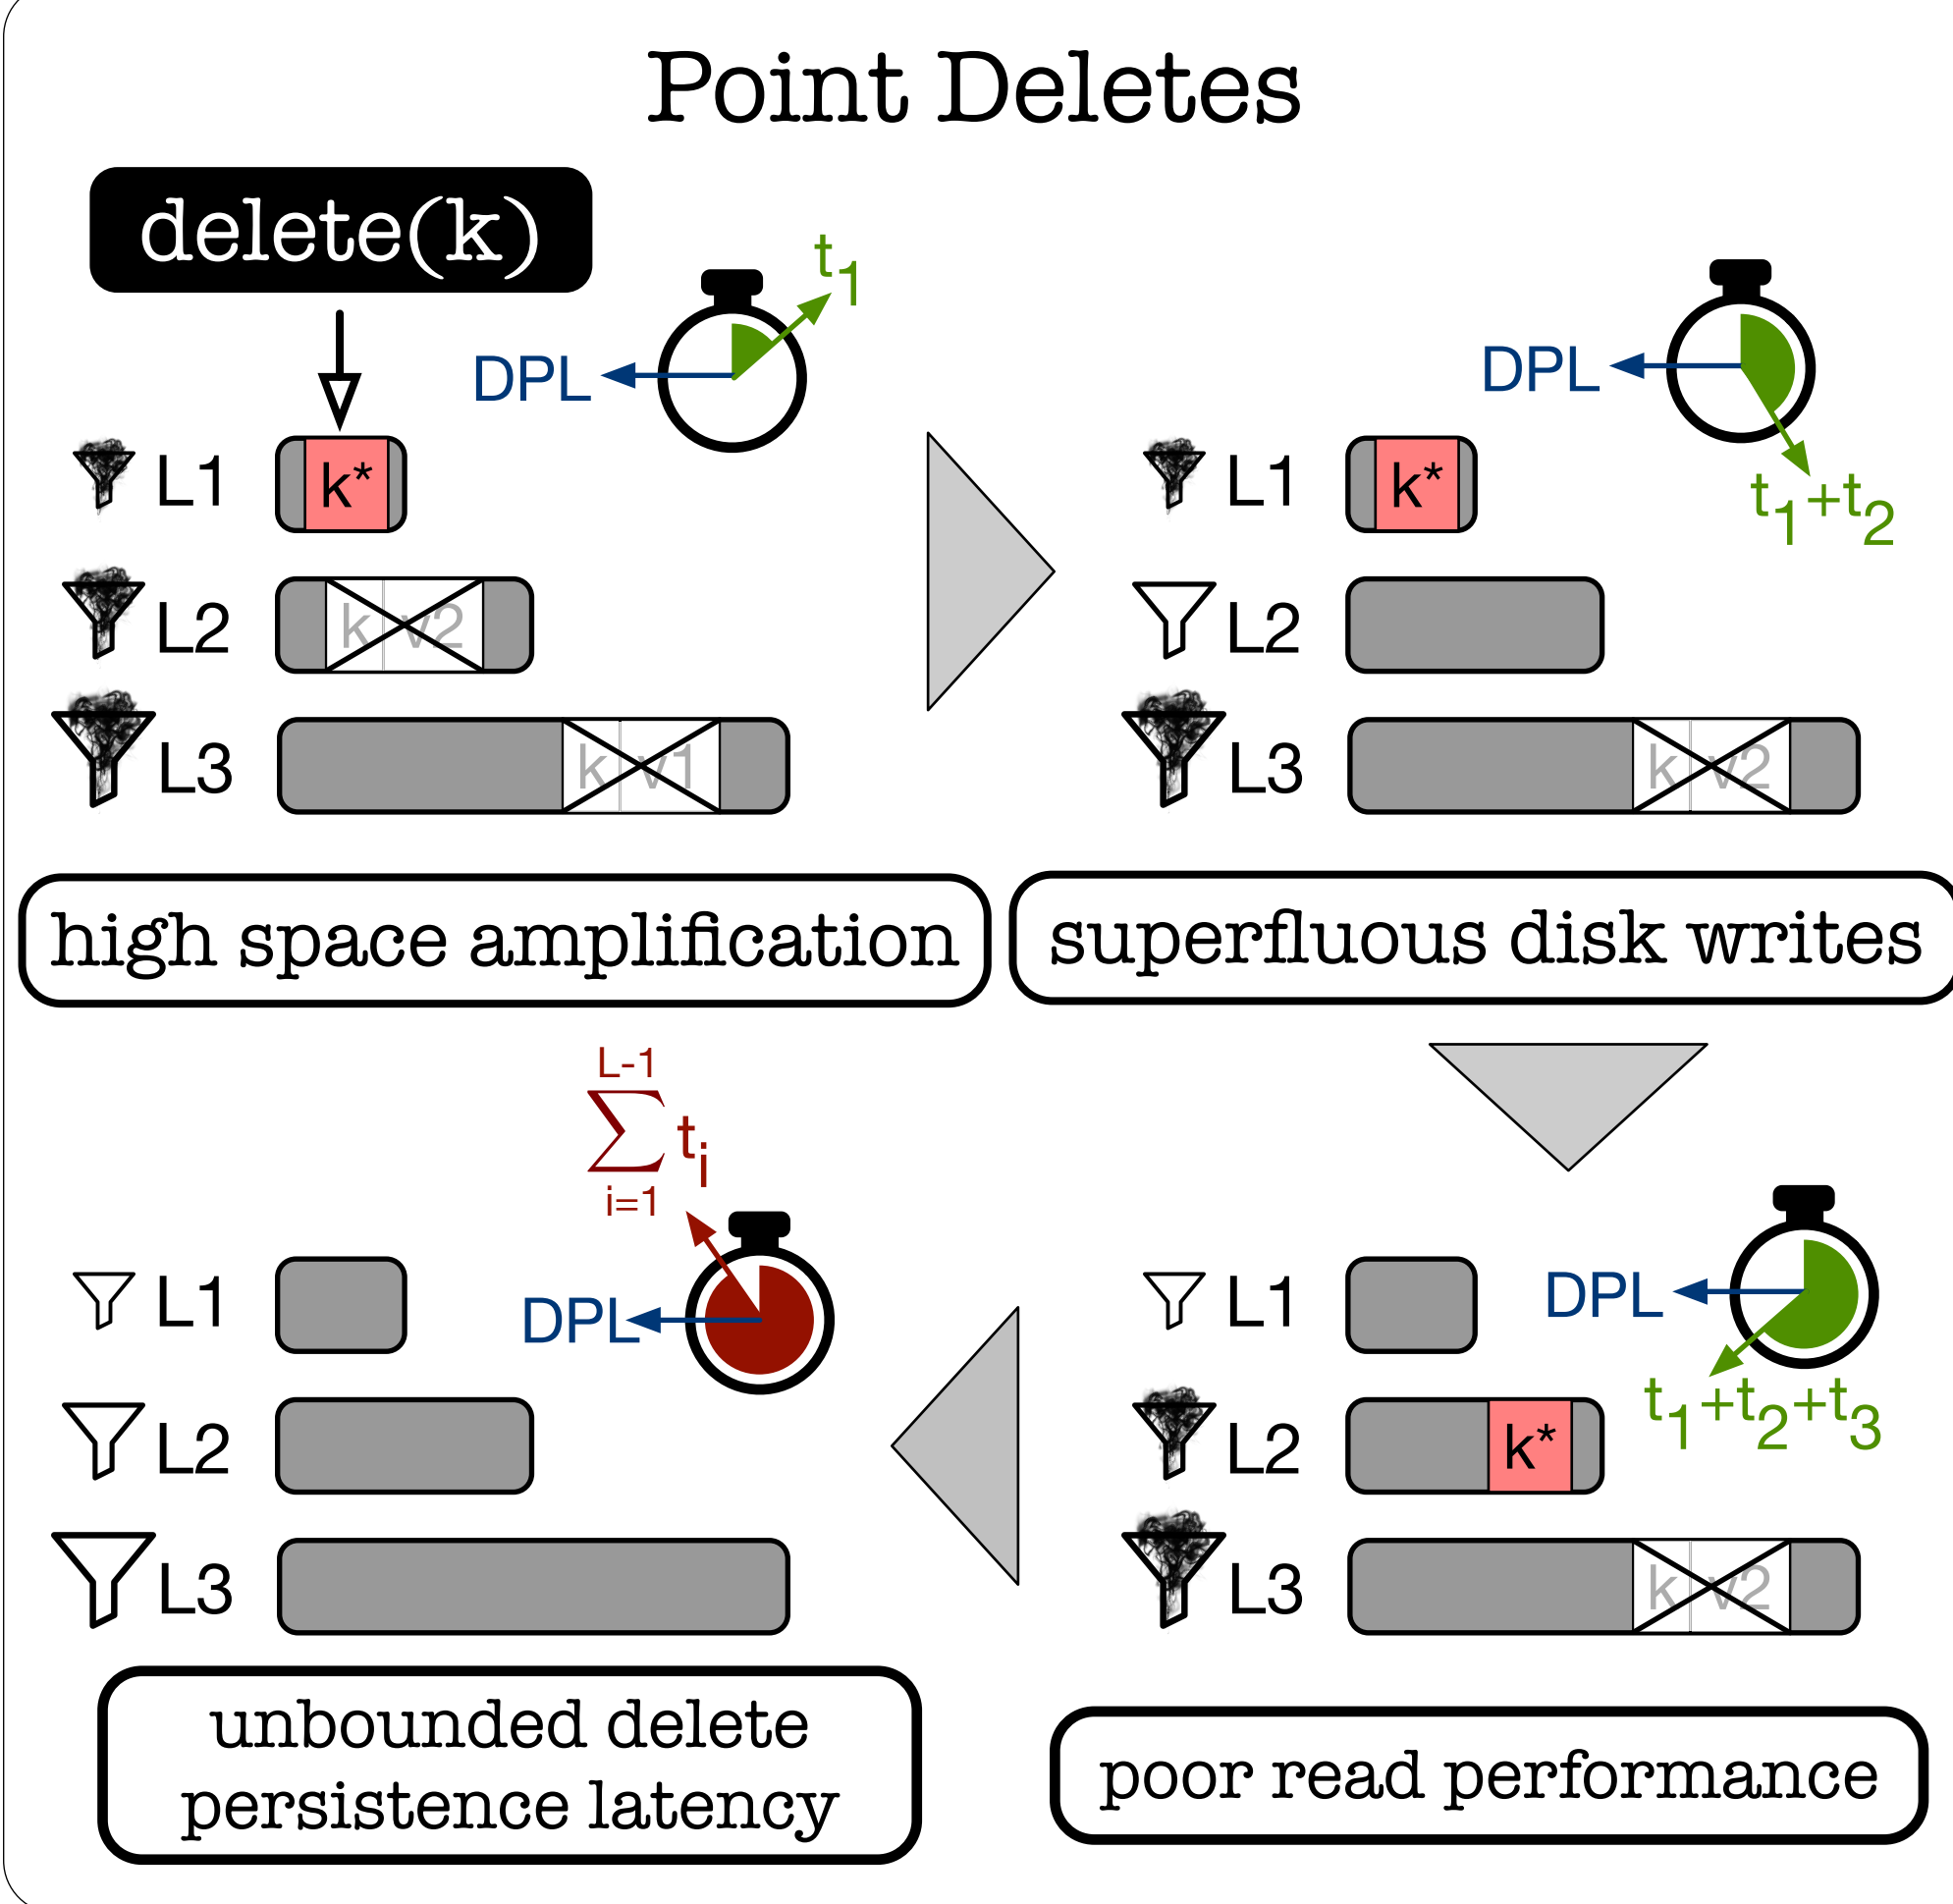 Point Deletes
delete(k)
t1
DPL
L1 k*
L2 k v2
L3 k v1
high space amplification
DPL
t1+t2
L1 k*
L2
L3 k v2
superfluous disk writes
L-1
∑ ti
i=1
DPL
L1
L2
L3
unbounded delete
persistence latency
L1
DPL
t1+t2+t3
L2 k*
L3 k v2
poor read performance